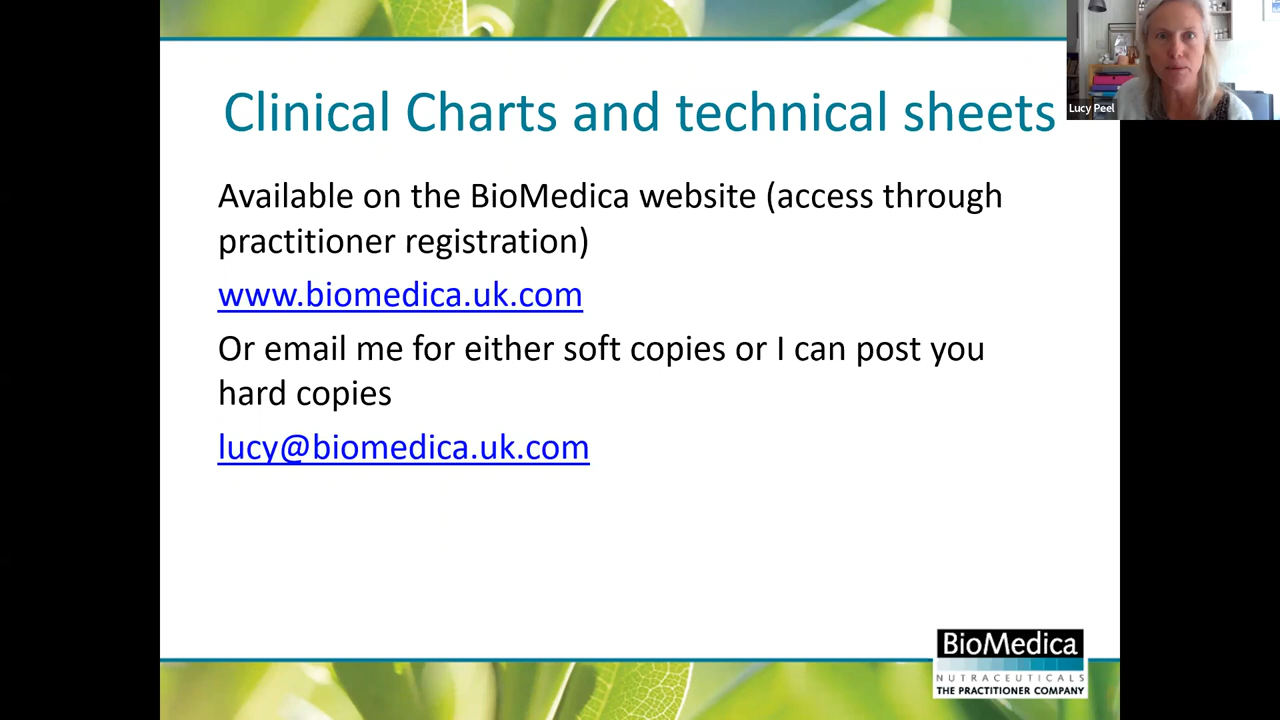 Clinical Charts and technical sheets
Lucy Peel
Available on the BioMedica website (access through
practitioner registration)
www.biomedica.uk.com
Or email me for either soft copies or I can post you
hard copies
lucy@biomedica.uk.com
BioMedica
NUTRACEUTICALS
THE PRACTITIONER COMPANY